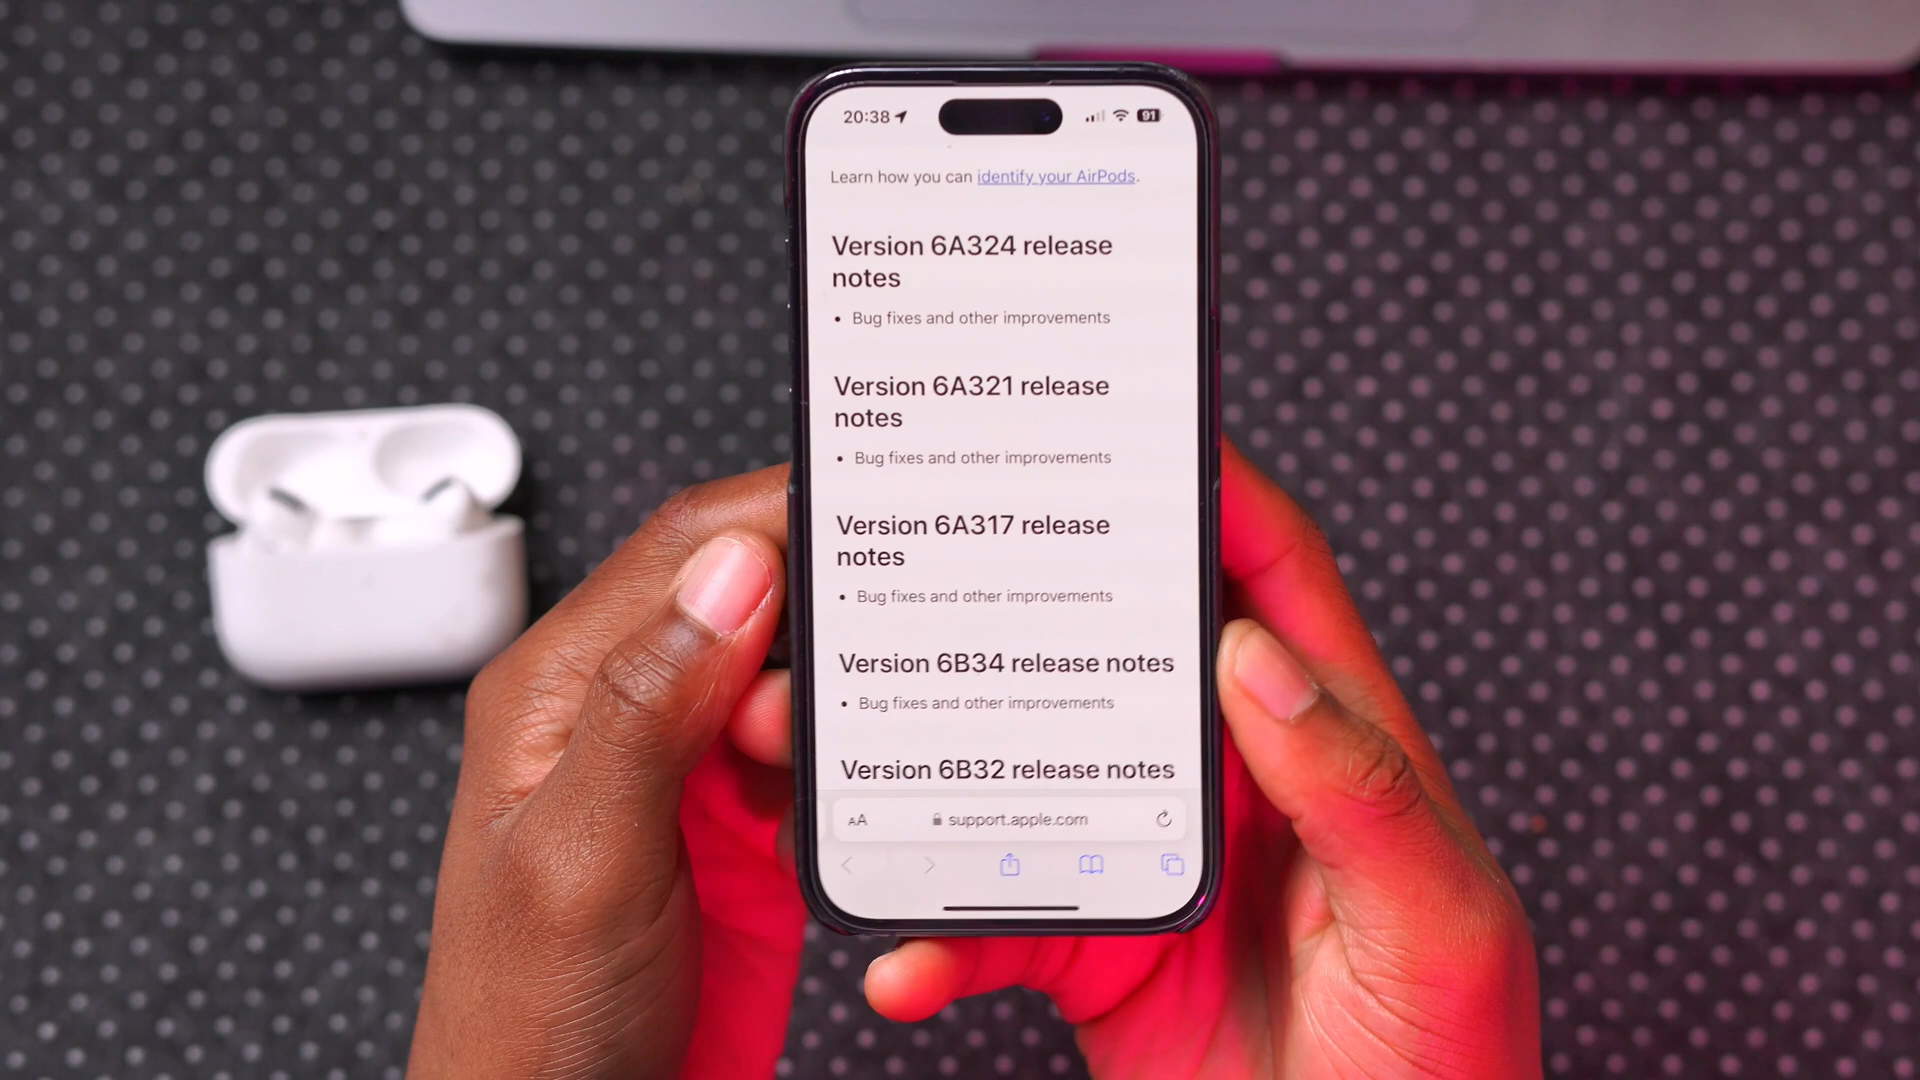 20:38
91
Learn how you can identify your AirPods.
Version 6A324 release
notes
• Bug fixes and other improvements
Version 6A321 release
notes
• Bug fixes and other improvements
Version 6A317 release
notes
• Bug fixes and other improvements
Version 6B34 release notes
• Bug fixes and other improvements
Version 6B32 release notes
AA support.apple.com